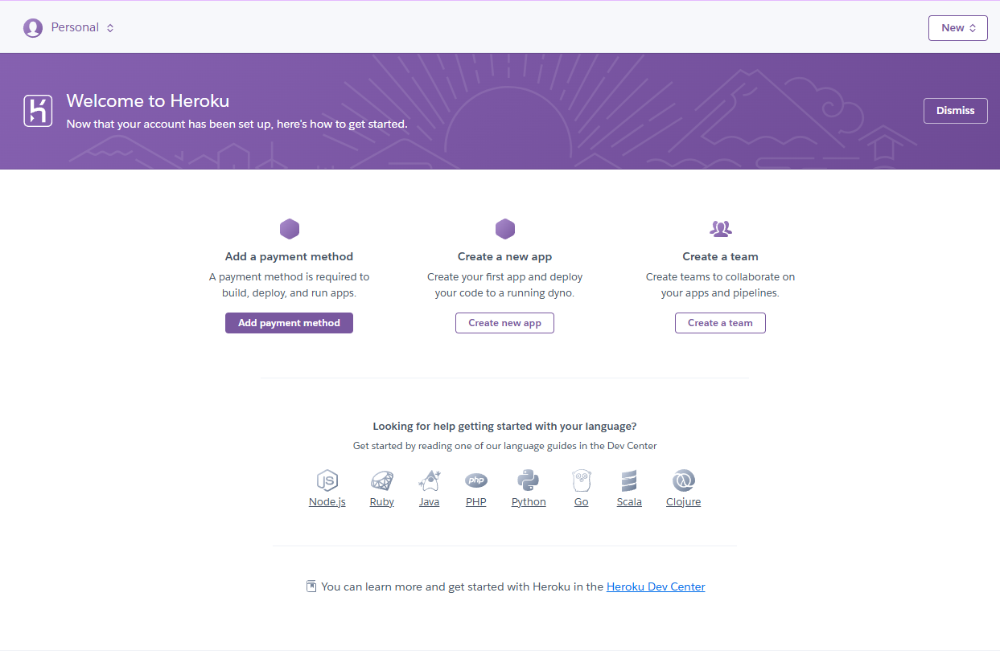 Personal
New
Welcome to Heroku
Now that your account has been set up, here's how to get started.
Dismiss
Add a payment method
A payment method is required to
build, deploy, and run apps.
Add payment method
Create a new app
Create your first app and deploy
your code to a running dyno.
Create new app
Create a team
Create teams to collaborate on
your apps and pipelines.
Create a team
Looking for help getting started with your language?
Get started by reading one of our language guides in the Dev Center
JS
php
Node.js Ruby Java PHP Python Go Scala Clojure
You can learn more and get started with Heroku in the Heroku Dev Center